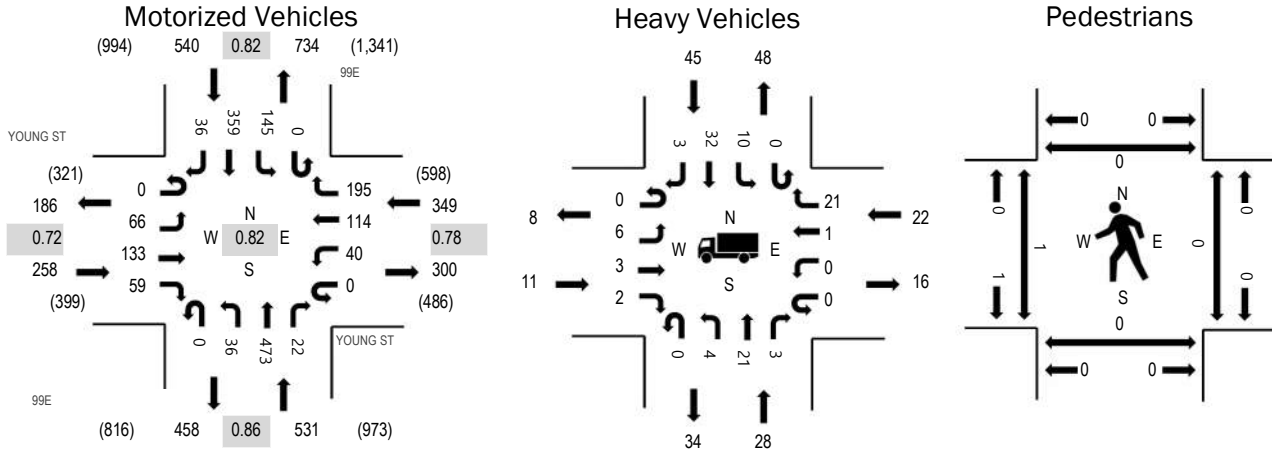 Motorized Vehicles
Heavy Vehicles
Pedestrians
(994) 540 0.82 734 (1,341)
99E
36 359 145 0
YOUNG ST
(321)
186
0.72
258
(399)
0
66
133
59
N
W 0.82 E
S
195
114
40
0
(598)
349
0.78
300
(486)
0 36 473 22
YOUNG ST
99E
(816) 458 0.86 531 (973)
45 48
3 32 10 0
8
11
0
6
3
2
N
W E
S
21
1
0
0
22
16
0 4 21 3
34 28
0 0
0
0
1
1
N
W E
S
0
0
0
0
0 0